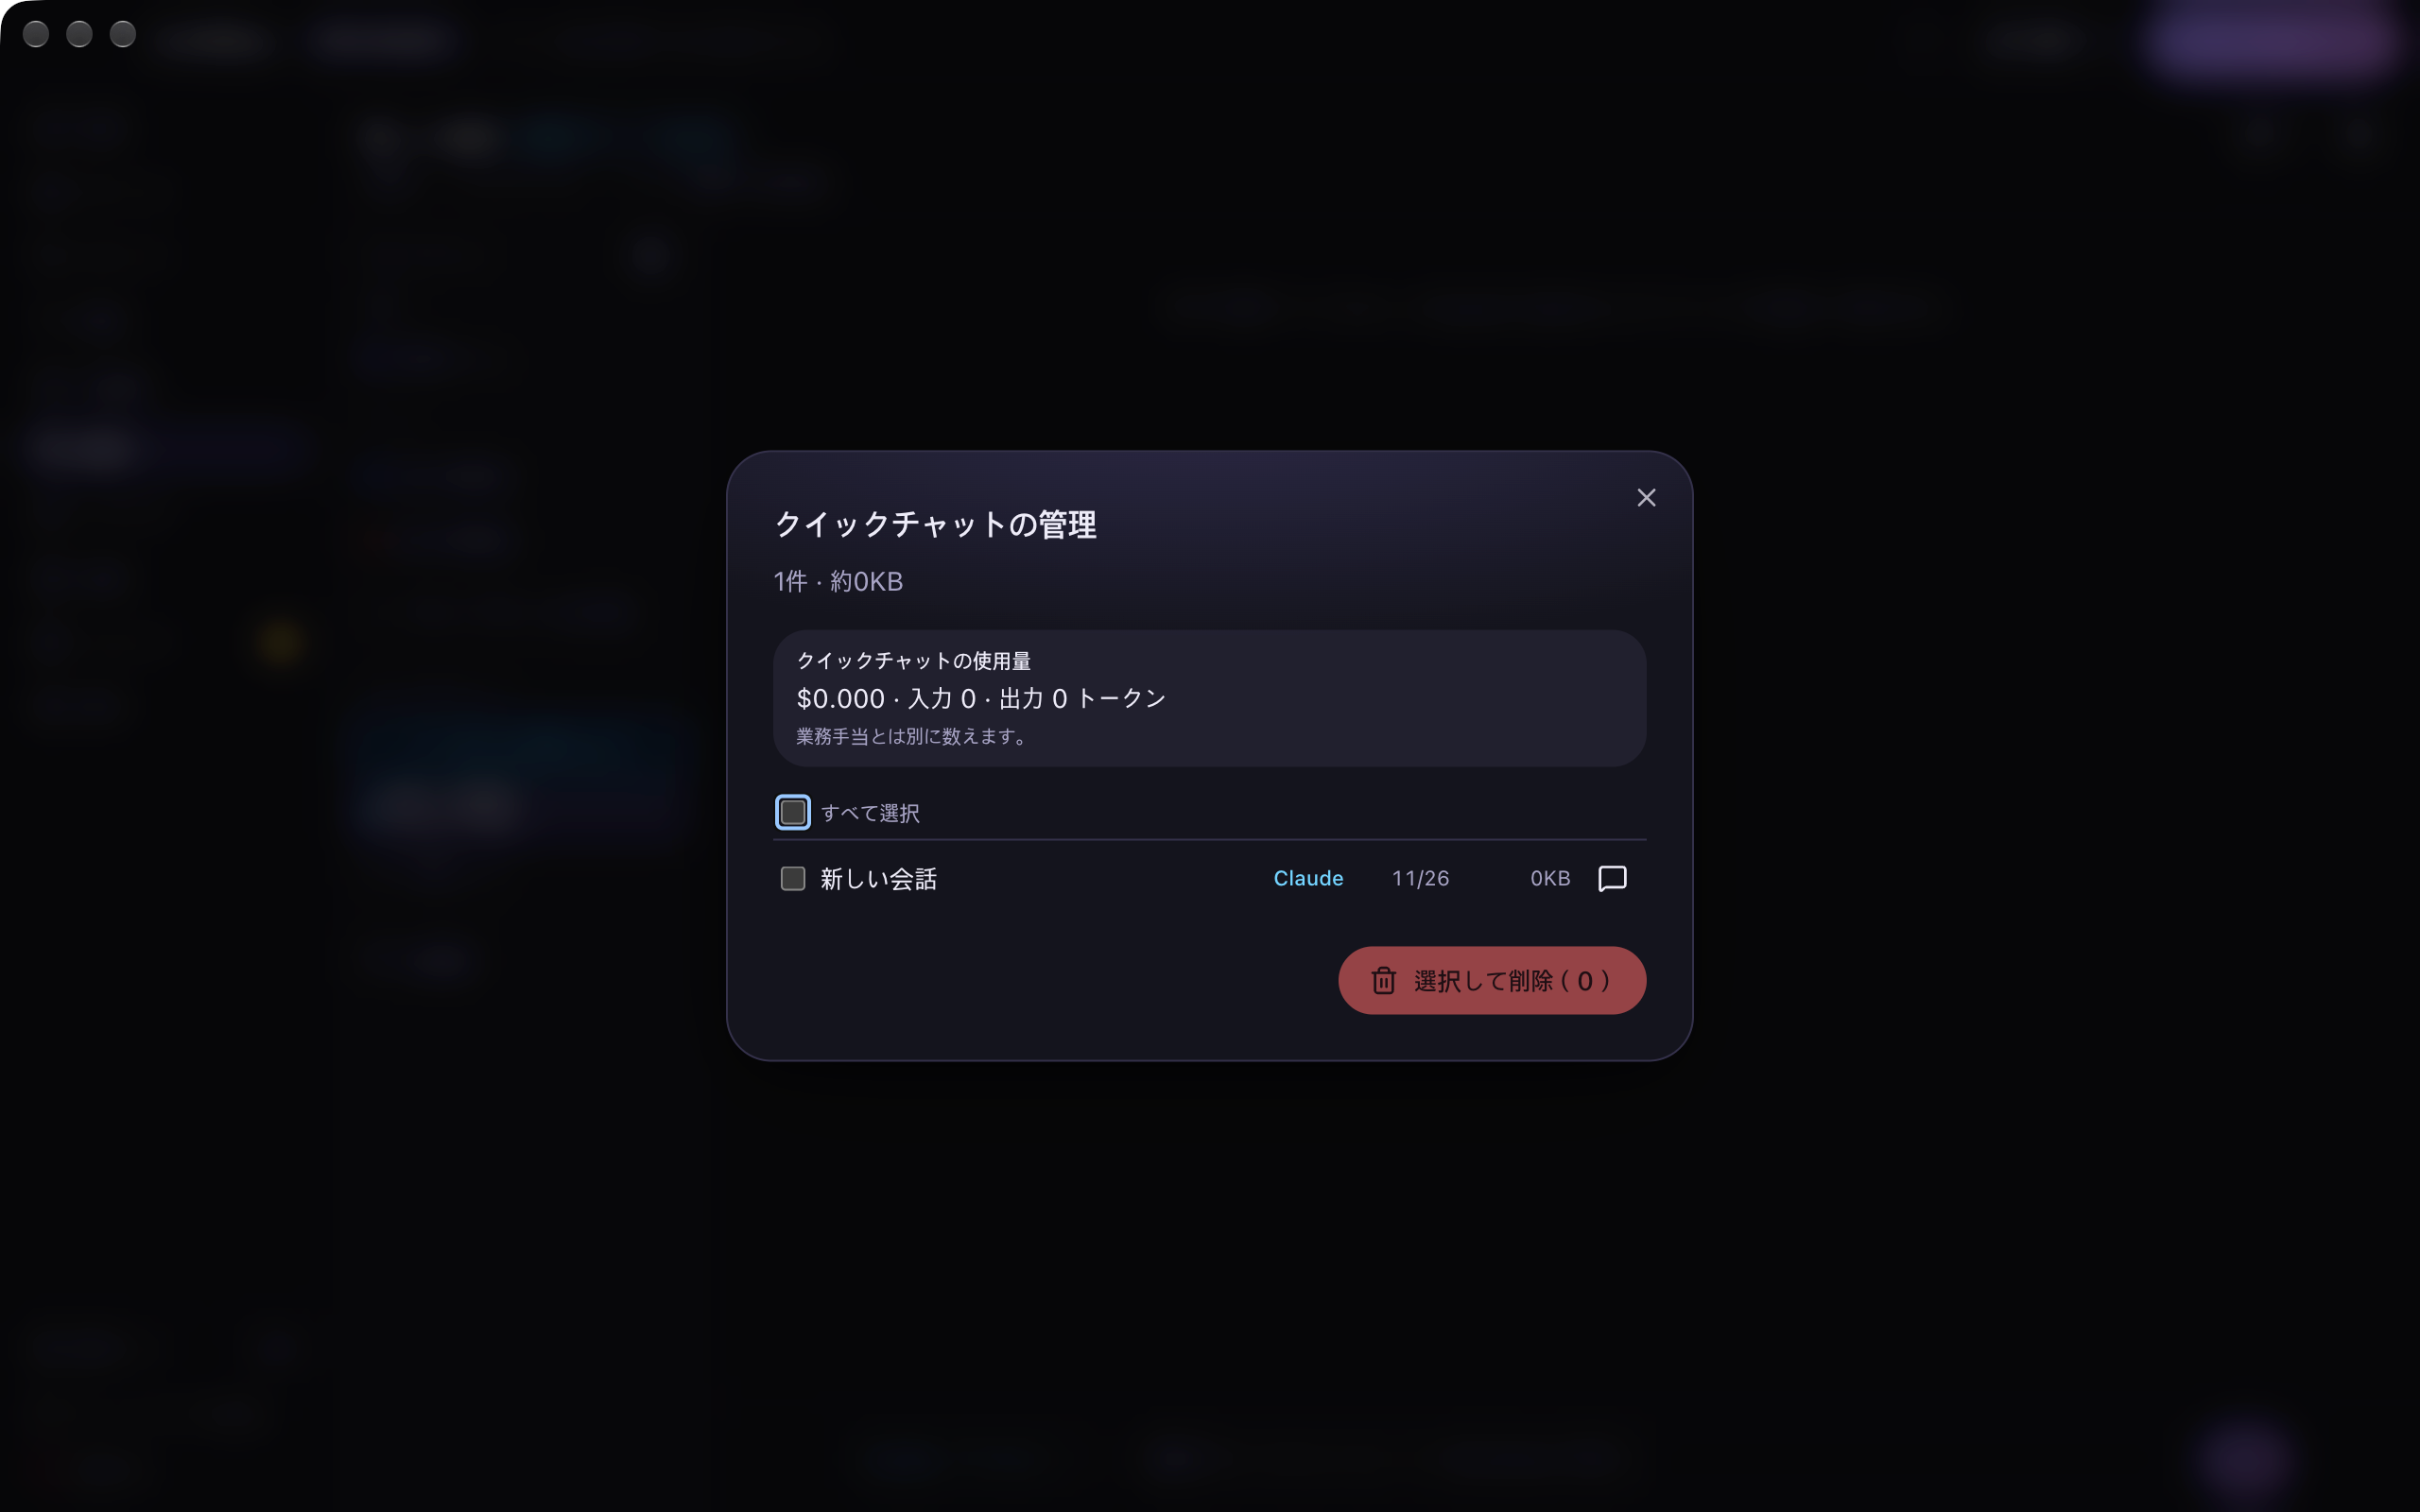 クイックチャットの管理
1件 · 約0KB
クイックチャットの使用量
$0.000 · 入力 0 · 出力 0 トークン
業務手当とは別に数えます。
すべて選択
新しい会話 Claude 11/26 0KB
選択して削除 ( 0 )